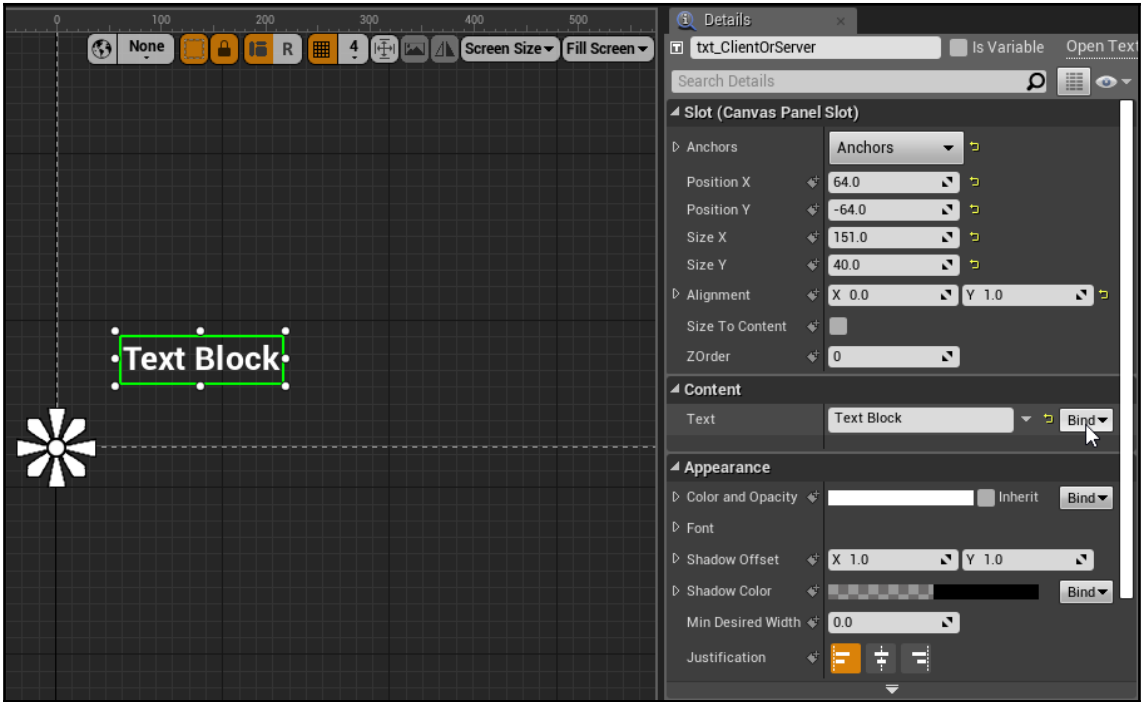 0 100 200 300 400 500
None R 4 Screen Size Fill Screen
Text Block
Details
txt_ClientOrServer Is Variable Open Text
Search Details
Slot (Canvas Panel Slot)
Anchors Anchors
Position X 64.0
Position Y -64.0
Size X 151.0
Size Y 40.0
Alignment X 0.0 Y 1.0
Size To Content
ZOrder 0
Content
Text Text Block Bind
Appearance
Color and Opacity Inherit Bind
Font
Shadow Offset X 1.0 Y 1.0
Shadow Color Bind
Min Desired Width 0.0
Justification